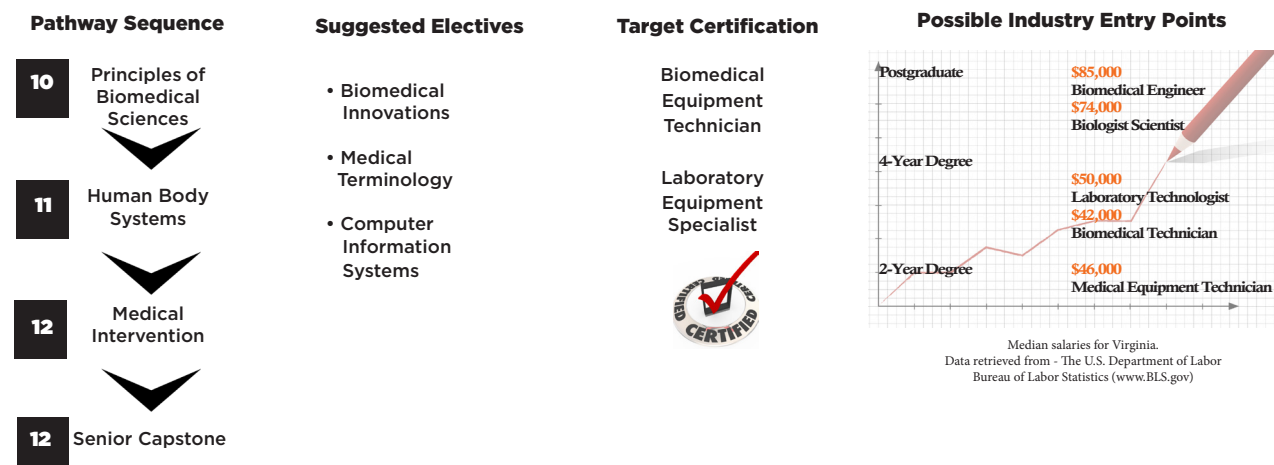 Pathway Sequence
10
Principles of
Biomedical
Sciences
11
Human Body
Systems
12
Medical
Intervention
12
Senior Capstone
Suggested Electives
• Biomedical
Innovations
• Medical
Terminology
• Computer
Information
Systems
Target Certification
Biomedical
Equipment
Technician
Laboratory
Equipment
Specialist
CERTIFIED
CERTIFIED
CERTIFIED
Possible Industry Entry Points
Postgraduate
$85,000
Biomedical Engineer
$74,000
Biologist Scientist
4-Year Degree
$50,000
Laboratory Technologist
$42,000
Biomedical Technician
2-Year Degree
$46,000
Medical Equipment Technician
Median salaries for Virginia.
Data retrieved from - The U.S. Department of Labor
Bureau of Labor Statistics (www.BLS.gov)